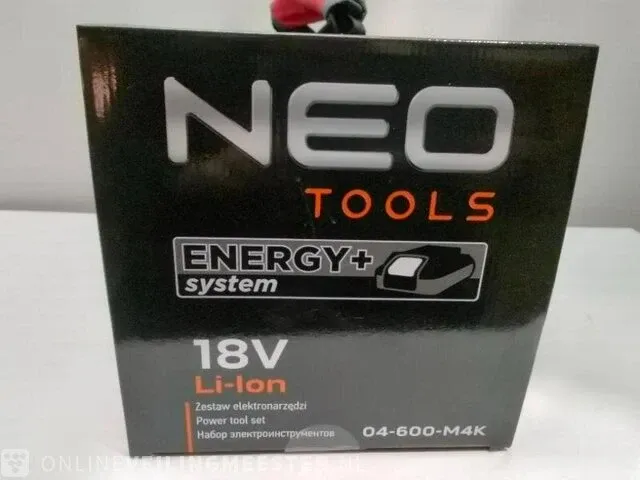 NEO
TOOLS
ENERGY+
system
18V
Li-Ion
Zestaw elektronarzędzi
Power tool set
Набор электроинструментов
04-600-M4K
ONLINEVEILINGMEESTER.NL